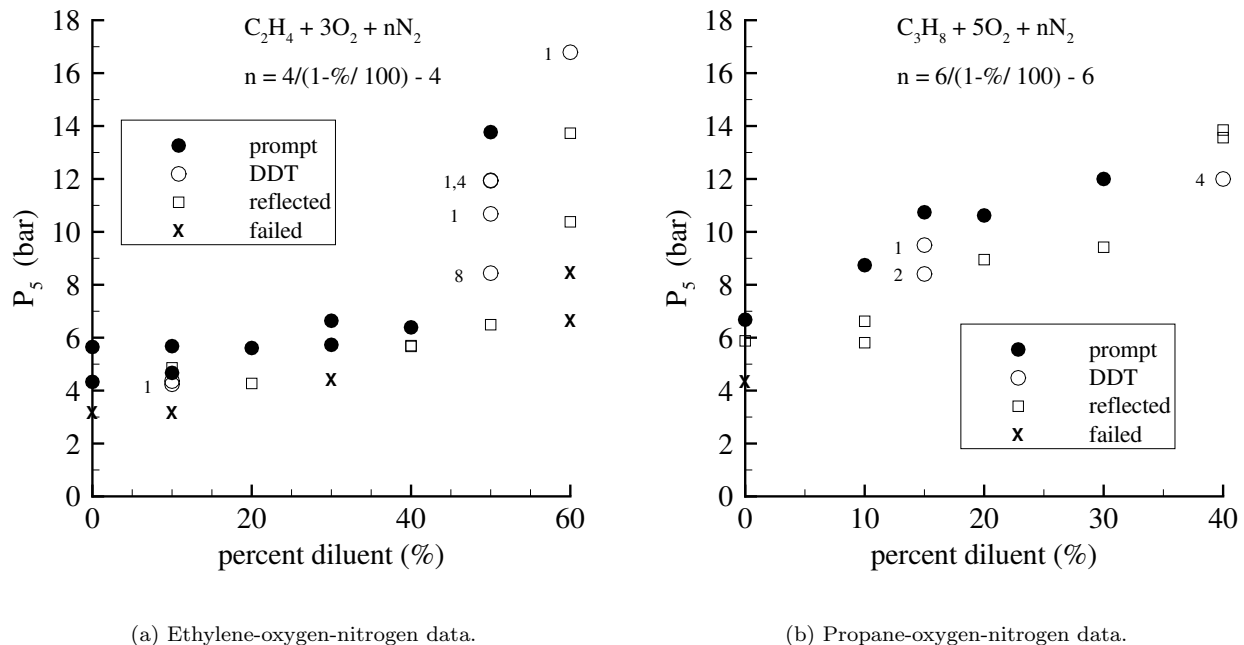 C₂H₄ + 3O₂ + nN₂
n = 4/(1-%/ 100) - 4
prompt
DDT
reflected
x failed
1
1,4
1
8
1
P₅ (bar)
18
16
14
12
10
8
6
4
2
0
0 20 40 60
percent diluent (%)
(a) Ethylene-oxygen-nitrogen data.
C₃H₈ + 5O₂ + nN₂
n = 6/(1-%/ 100) - 6
4
1
2
prompt
DDT
reflected
x failed
P₅ (bar)
18
16
14
12
10
8
6
4
2
0
0 10 20 30 40
percent diluent (%)
(b) Propane-oxygen-nitrogen data.